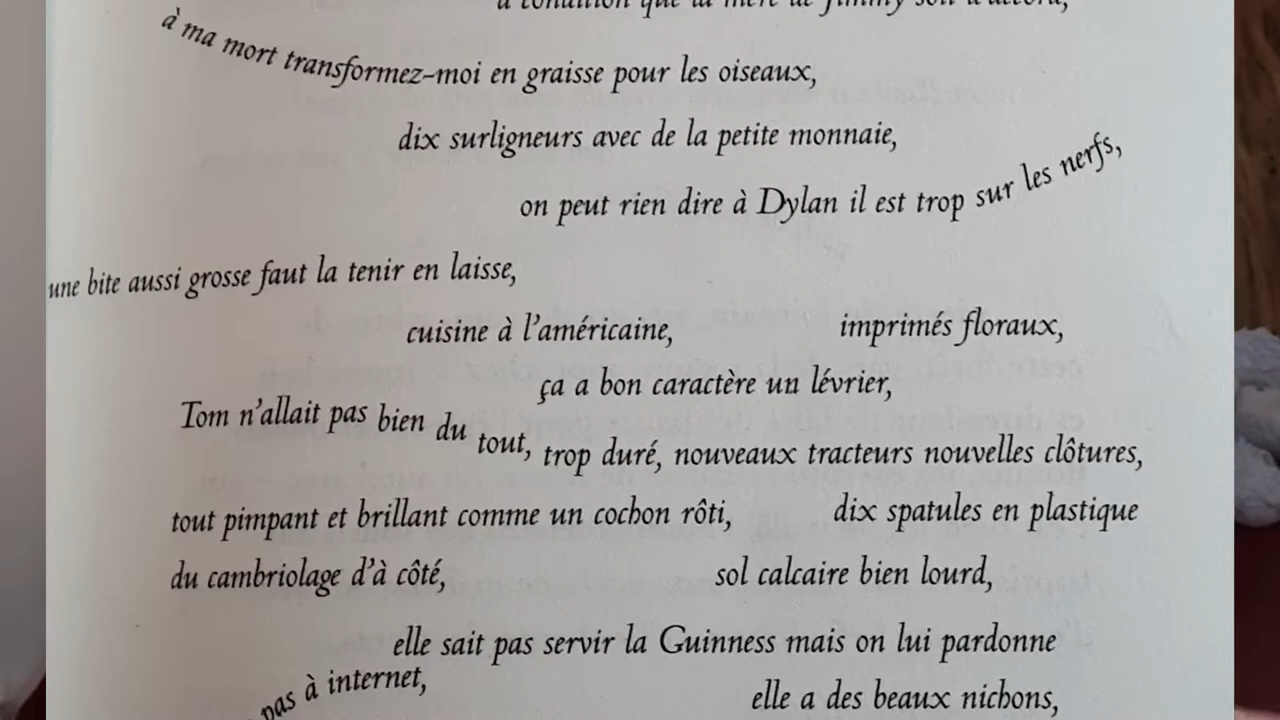 à ma mort transformez-moi en graisse pour les oiseaux,
dix surligneurs avec de la petite monnaie,
on peut rien dire à Dylan il est trop sur les nerfs,
une bite aussi grosse faut la tenir en laisse,
cuisine à l'américaine, imprimés floraux,
ça a bon caractère un lévrier,
Tom n'allait pas bien du tout, trop duré, nouveaux tracteurs nouvelles clôtures,
tout pimpant et brillant comme un cochon rôti, dix spatules en plastique
du cambriolage d'à côté, sol calcaire bien lourd,
elle sait pas servir la Guinness mais on lui pardonne
pas à internet,
elle a des beaux nichons,